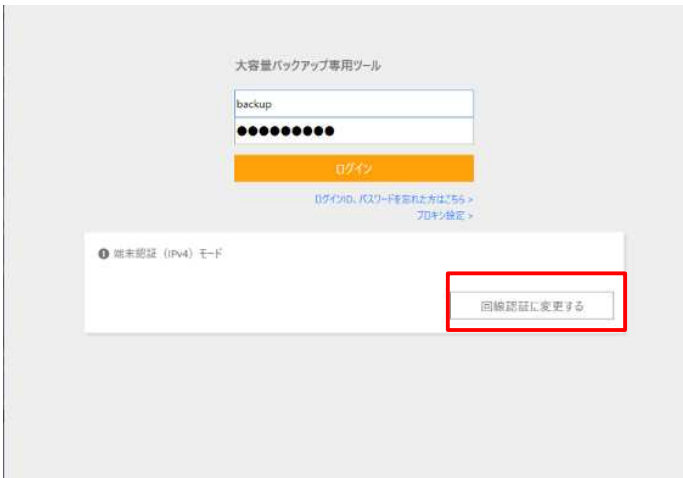 大容量バックアップ専用ツール
backup
●●●●●●●●●
ログイン
ログインID、パスワードを忘れた方はこちら >
プロキシ設定 >
端末認証（IPv4）モード
回線認証に変更する